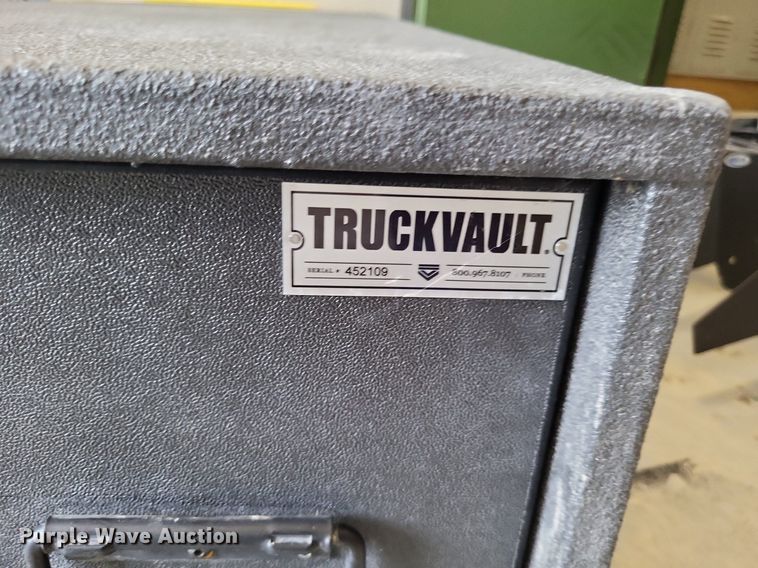 TRUCKVAULT®
SERIAL # 452109 800.967.8107 PHONE
Purple Wave Auction